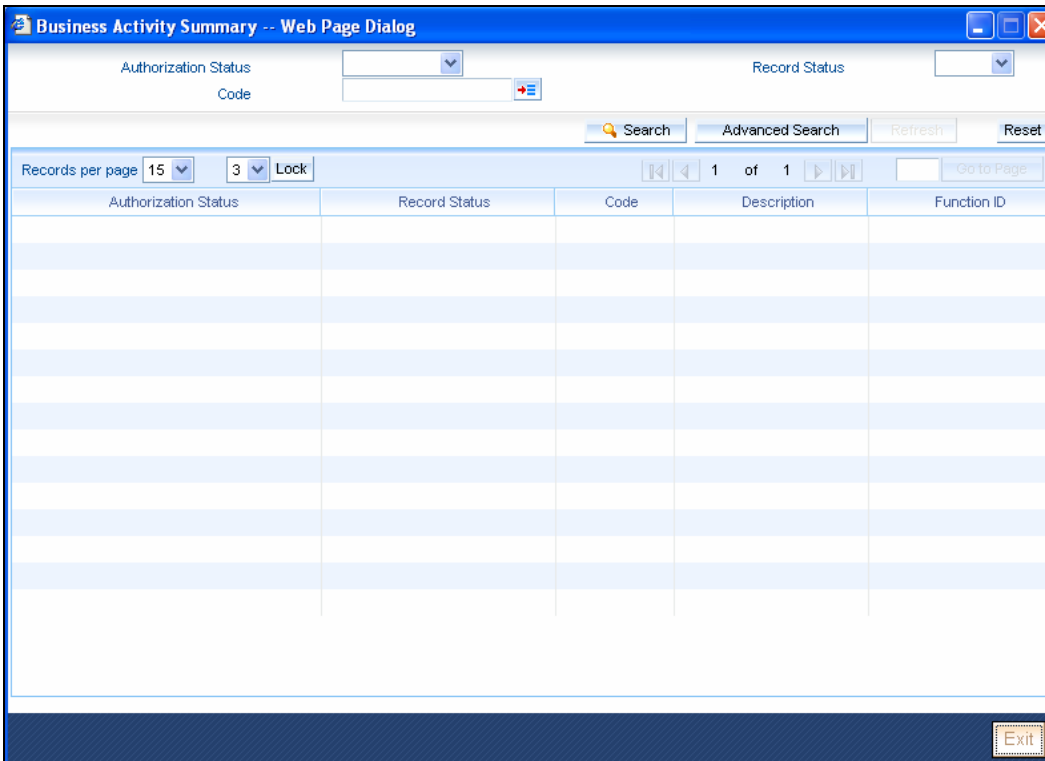 Business Activity Summary -- Web Page Dialog
Authorization Status Record Status
Code
Search Advanced Search Refresh Reset
Records per page 15 3 Lock 1 of 1 Go to Page
Authorization Status Record Status Code Description Function ID
Exit